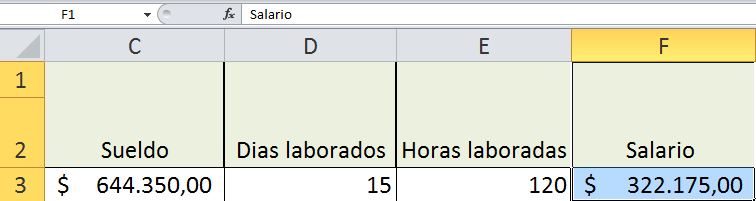 F1 fx Salario
C D E F
1
2 Sueldo Dias laborados Horas laboradas Salario
3 $ 644.350,00 15 120 $ 322.175,00